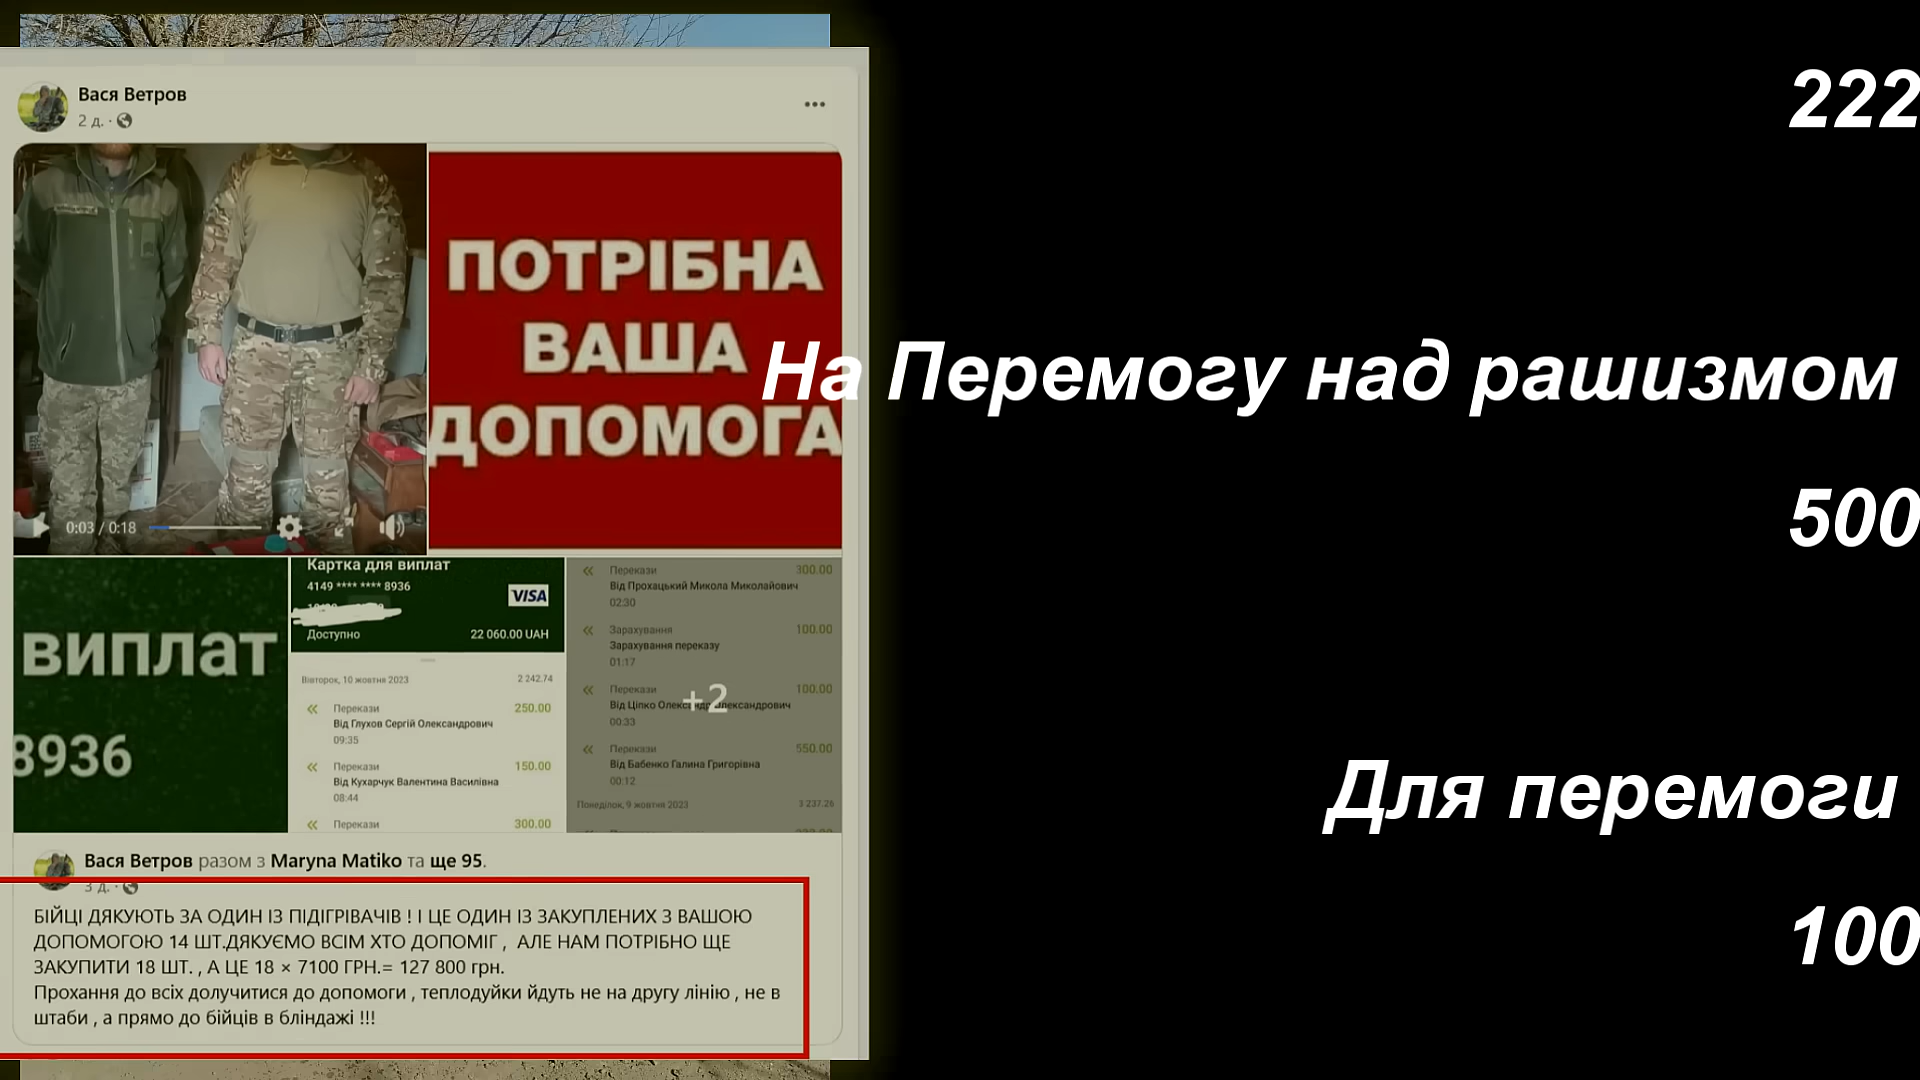 Вася Ветров
2 д. ·
ПОТРІБНА
ВАША
ДОПОМОГА
0:03 / 0:18
виплат
8936
Картка для виплат
4149 **** **** 8936
VISA
Доступно 22 060.00 UAH
Вівторок, 10 жовтня 2023 2 242.74
Перекази 250.00
Від Глухов Сергій Олександрович
09:35
Перекази 150.00
Від Кухарчук Валентина Василівна
08:44
Перекази 300.00
Перекази 300.00
Від Прохацький Микола Миколайович
02:30
Зарахування 100.00
Зарахування переказу
01:17
Перекази 100.00
+2
Від Ціпко Олександр Олександрович
00:33
Перекази 550.00
Від Бабенко Галина Григорівна
00:12
Понеділок, 9 жовтня 2023 3 237.26
Вася Ветров разом з Maryna Matiko та ще 95.
3 д. ·
БІЙЦІ ДЯКУЮТЬ ЗА ОДИН ІЗ ПІДІГРІВАЧІВ ! І ЦЕ ОДИН ІЗ ЗАКУПЛЕНИХ З ВАШОЮ
ДОПОМОГОЮ 14 ШТ.ДЯКУЄМО ВСІМ ХТО ДОПОМІГ , АЛЕ НАМ ПОТРІБНО ЩЕ
ЗАКУПИТИ 18 ШТ. , А ЦЕ 18 × 7100 ГРН.= 127 800 грн.
Прохання до всіх долучитися до допомоги , теплодуйки йдуть не на другу лінію , не в
штаби , а прямо до бійців в бліндажі !!!
222
На Перемогу над рашизмом
500
Для перемоги
100